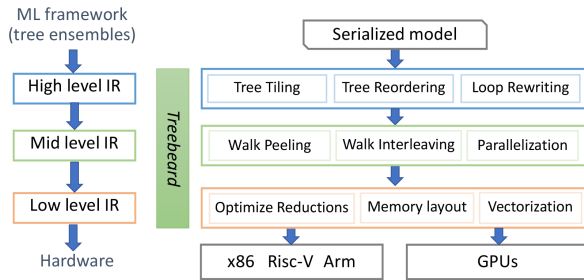 ML framework
(tree ensembles)
High level IR
Mid level IR
Low level IR
Hardware
Treebeard
Serialized model
Tree Tiling
Tree Reordering
Loop Rewriting
Walk Peeling
Walk Interleaving
Parallelization
Optimize Reductions
Memory layout
Vectorization
x86 Risc-V Arm
GPUs